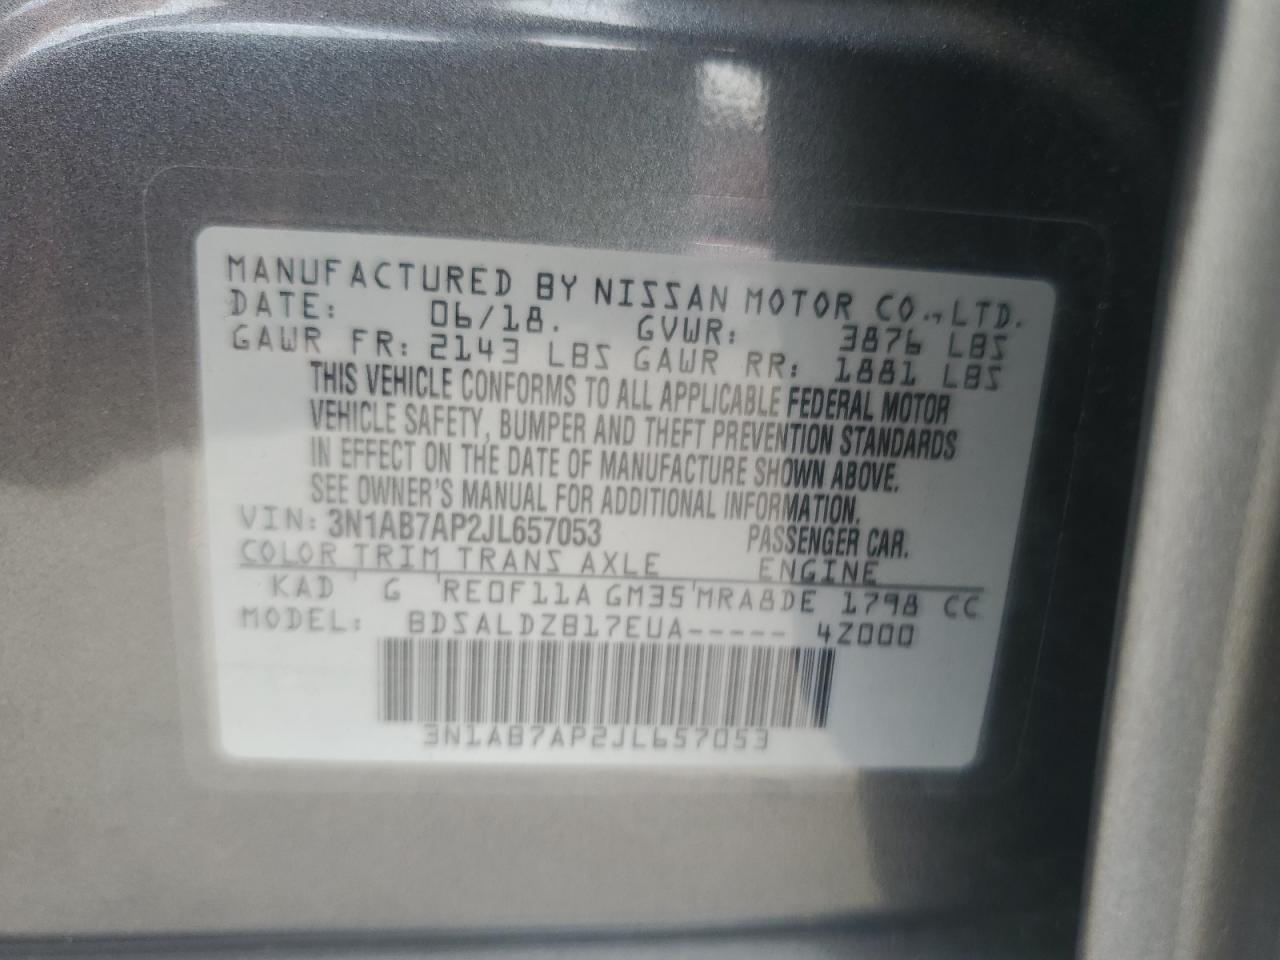 MANUFACTURED BY NISSAN MOTOR CO., LTD.
DATE: 06/18. GVWR: 3876 LBS
GAWR FR: 2143 LBS GAWR RR: 1881 LBS
THIS VEHICLE CONFORMS TO ALL APPLICABLE FEDERAL MOTOR
VEHICLE SAFETY, BUMPER AND THEFT PREVENTION STANDARDS
IN EFFECT ON THE DATE OF MANUFACTURE SHOWN ABOVE.
SEE OWNER'S MANUAL FOR ADDITIONAL INFORMATION.
VIN: 3N1AB7AP2JL657053 PASSENGER CAR.
COLOR TRIM TRANS AXLE ENGINE
KAD ' G 'RE0F11A GM35'MRA8DE 1798 CC
MODEL: BDSALDZB17EUA----- 4Z000
3N1AB7AP2JL657053